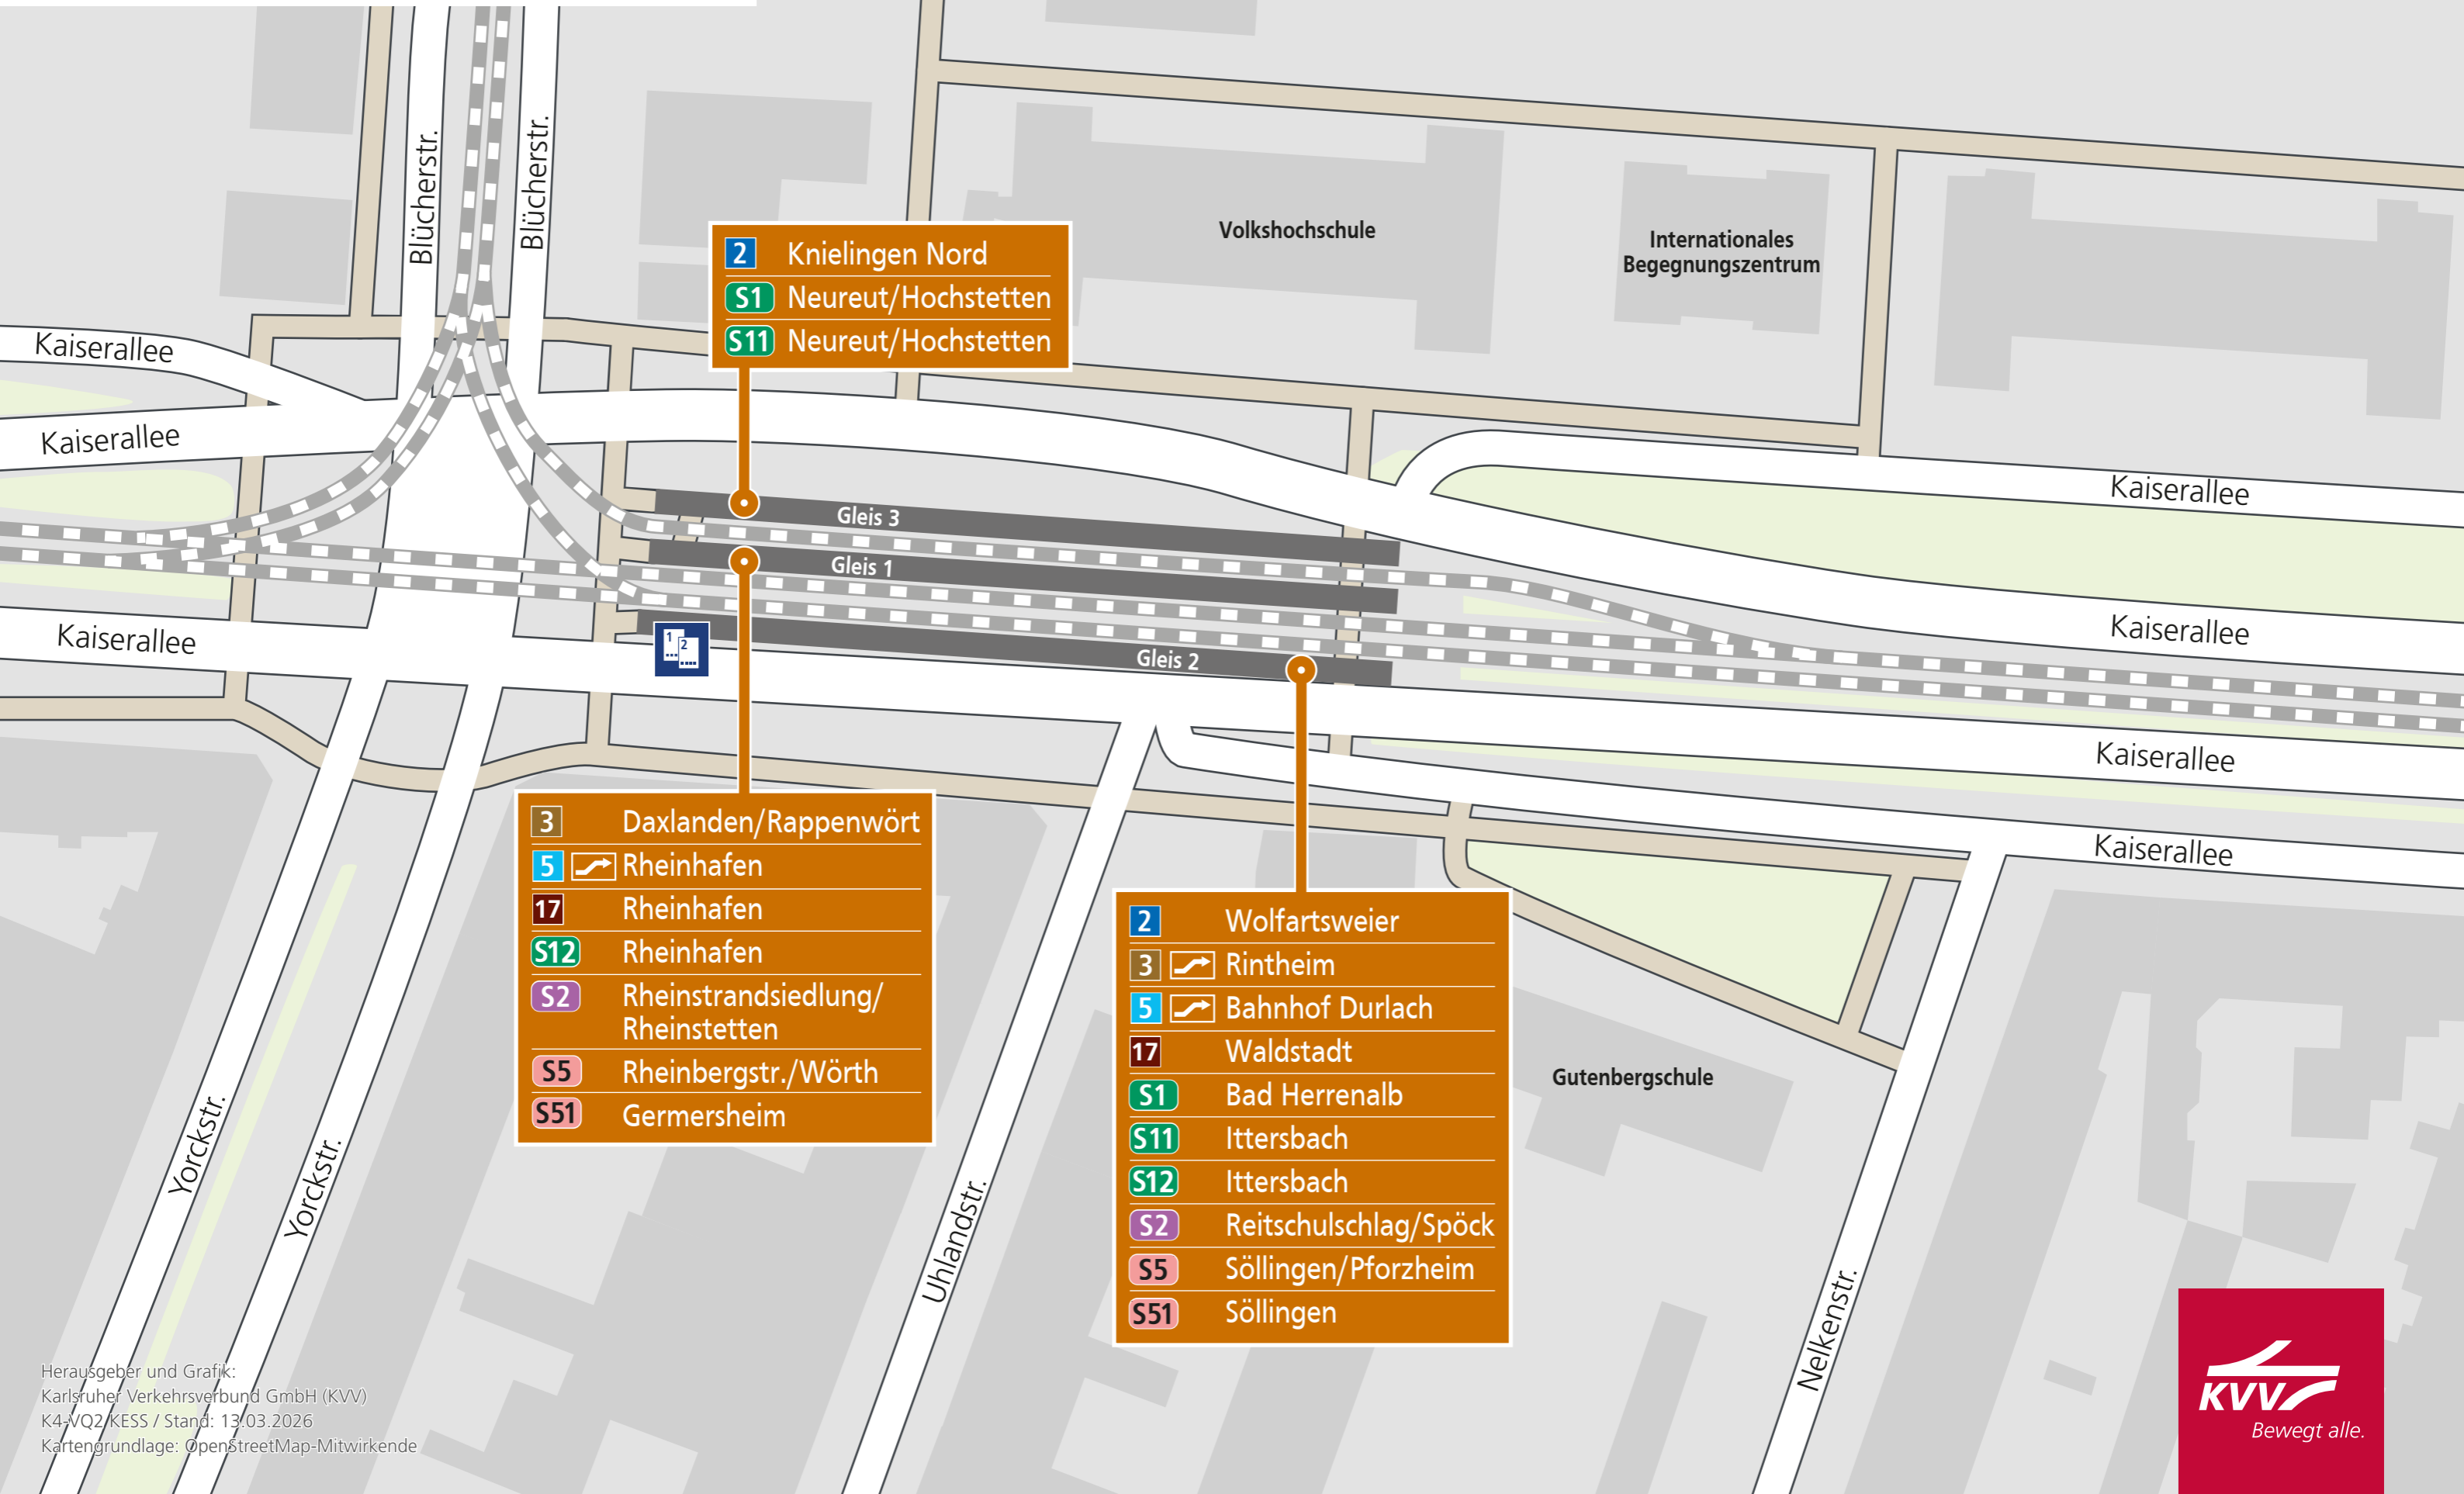 Blücherstr.
Blücherstr.
Volkshochschule
Internationales
Begegnungszentrum
2 Knielingen Nord
S1 Neureut/Hochstetten
S11 Neureut/Hochstetten
Kaiserallee
Kaiserallee
Kaiserallee
Kaiserallee
Kaiserallee
Kaiserallee
Kaiserallee
Gleis 3
Gleis 1
Gleis 2
1
2
3 Daxlanden/Rappenwört
5 Rheinhafen
17 Rheinhafen
S12 Rheinhafen
S2 Rheinstrandsiedlung/
Rheinstetten
S5 Rheinbergstr./Wörth
S51 Germersheim
2 Wolfartsweier
3 Rintheim
5 Bahnhof Durlach
17 Waldstadt
S1 Bad Herrenalb
S11 Ittersbach
S12 Ittersbach
S2 Reitschulschlag/Spöck
S5 Söllingen/Pforzheim
S51 Söllingen
Gutenbergschule
Yorckstr.
Yorckstr.
Uhlandstr.
Nelkenstr.
Herausgeber und Grafik:
Karlsruher Verkehrsverbund GmbH (KVV)
K4-VQ2 KESS / Stand: 13.03.2026
Kartengrundlage: OpenStreetMap-Mitwirkende
KVV
Bewegt alle.